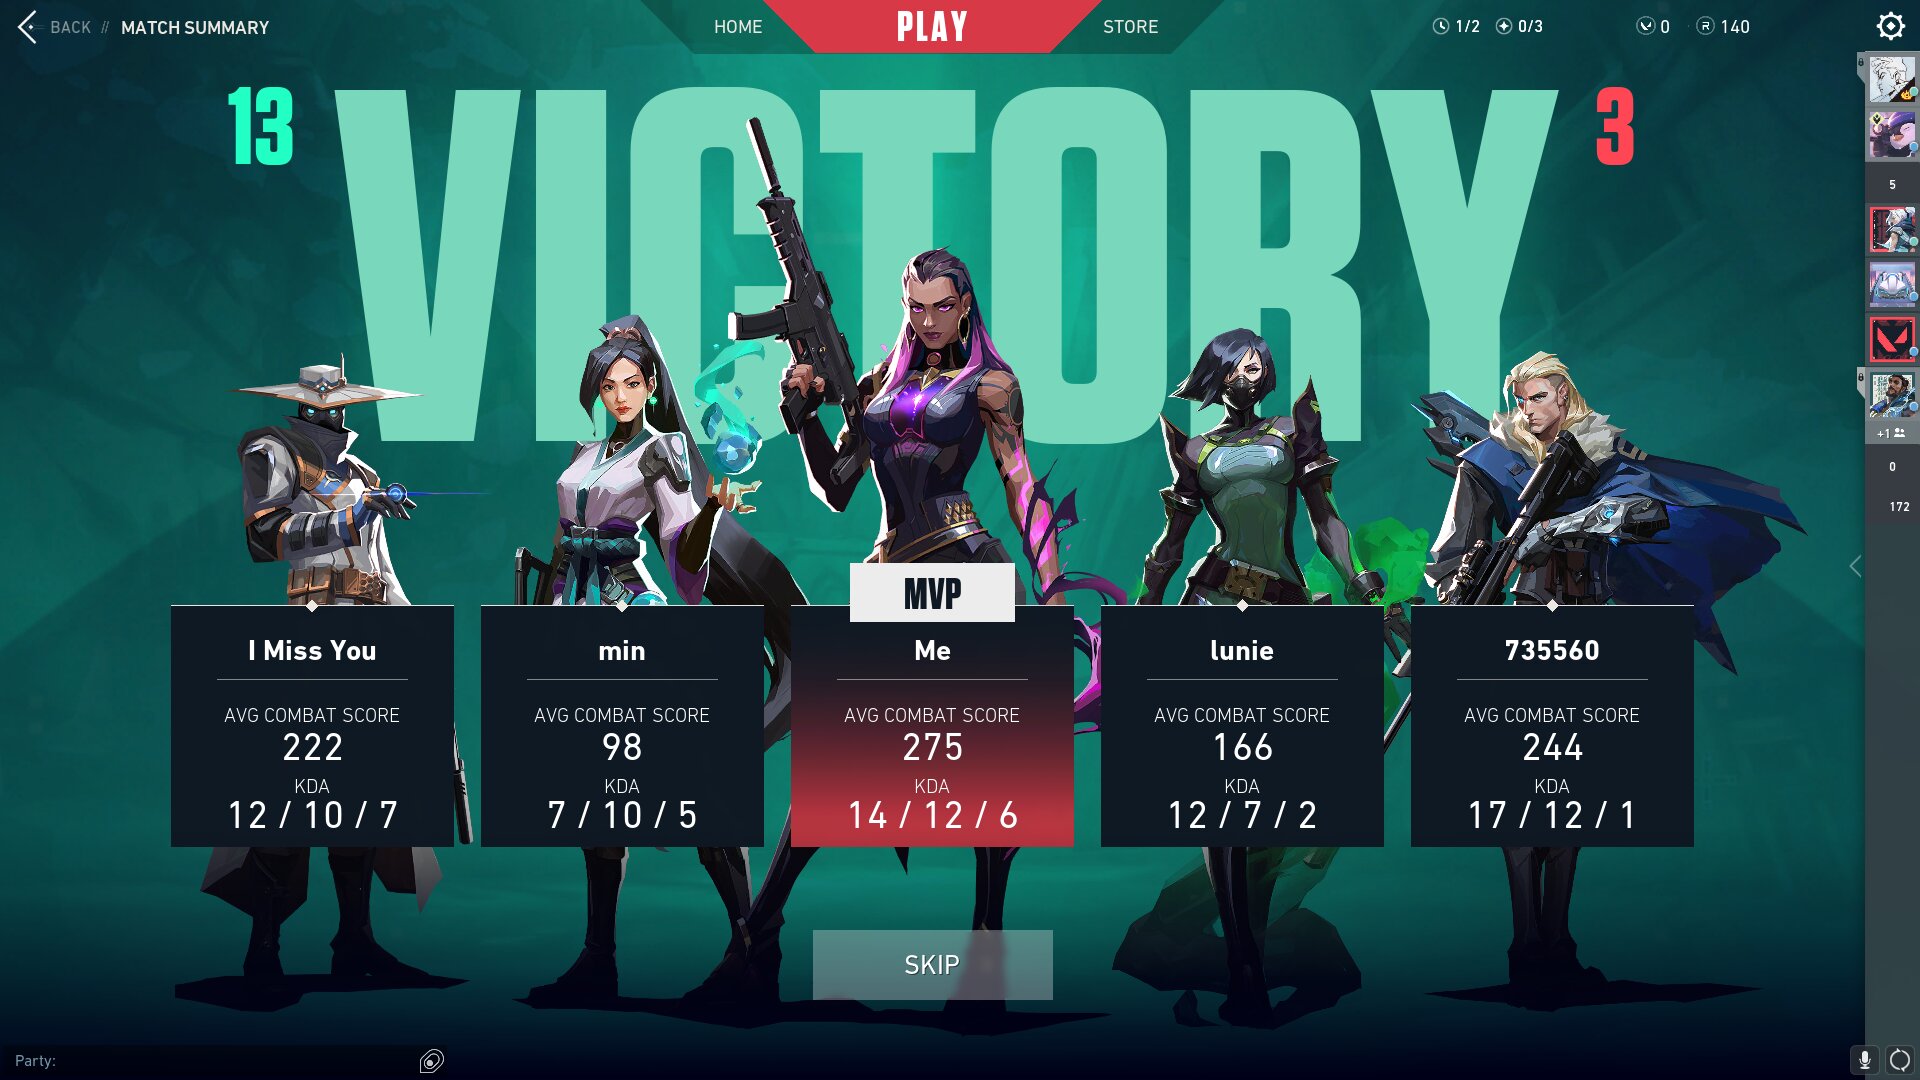 BACK // MATCH SUMMARY
HOME
PLAY
STORE
1/2
0/3
0
R 140
13
VICTORY
3
5
+1
0
172
MVP
I Miss You
AVG COMBAT SCORE
222
KDA
12 / 10 / 7
min
AVG COMBAT SCORE
98
KDA
7 / 10 / 5
Me
AVG COMBAT SCORE
275
KDA
14 / 12 / 6
lunie
AVG COMBAT SCORE
166
KDA
12 / 7 / 2
735560
AVG COMBAT SCORE
244
KDA
17 / 12 / 1
SKIP
Party: